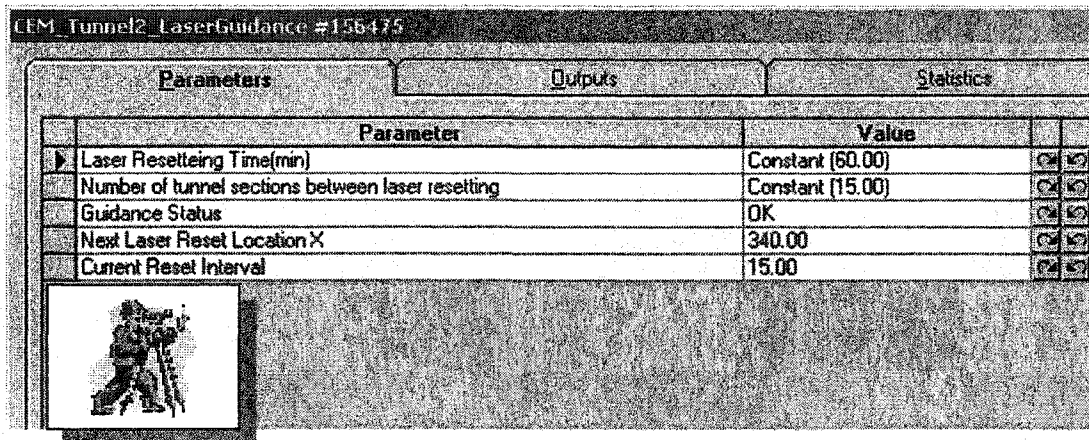 CEM_Tunnel2_LaserGuidance #156475
Parameters Outputs Statistics
Parameter Value
Laser Resetteing Time(min) Constant (60.00)
Number of tunnel sections between laser resetting Constant (15.00)
Guidance Status OK
Next Laser Reset Location X 340.00
Current Reset Interval 15.00